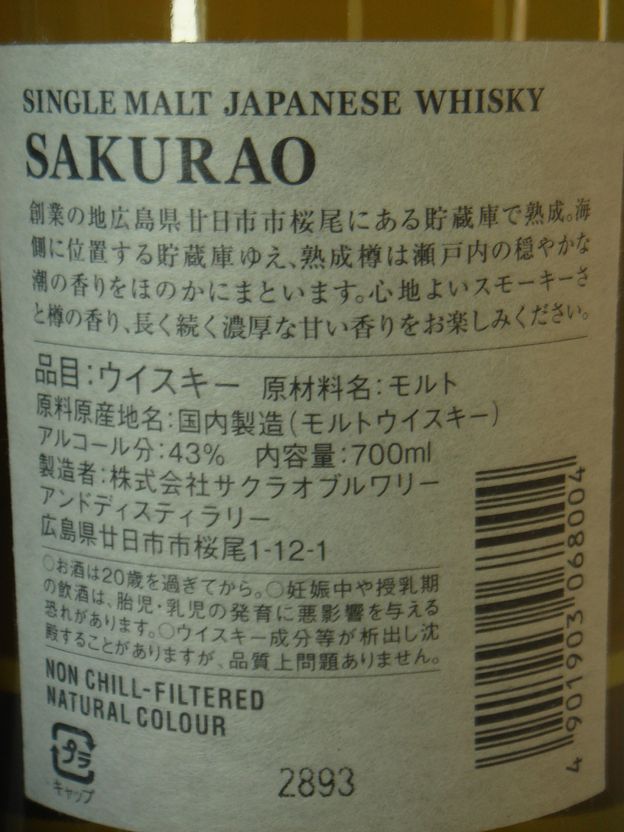 SINGLE MALT JAPANESE WHISKY
SAKURAO
創業の地広島県廿日市市桜尾にある貯蔵庫で熟成。海
側に位置する貯蔵庫ゆえ、熟成樽は瀬戸内の穏やかな
潮の香りをほのかにまといます。心地よいスモーキーさ
と樽の香り、長く続く濃厚な甘い香りをお楽しみください。
品目：ウイスキー 原材料名：モルト
原料原産地名：国内製造（モルトウイスキー）
アルコール分：43% 内容量：700ml
製造者：株式会社サクラオブルワリー
アンドディスティラリー
広島県廿日市市桜尾1-12-1
○お酒は20歳を過ぎてから。○妊娠中や授乳期
の飲酒は、胎児・乳児の発育に悪影響を与える
恐れがあります。○ウイスキー成分等が析出し沈
殿することがありますが、品質上問題ありません。
NON CHILL-FILTERED
NATURAL COLOUR
プラ
キャップ
2893
4 901903 068004